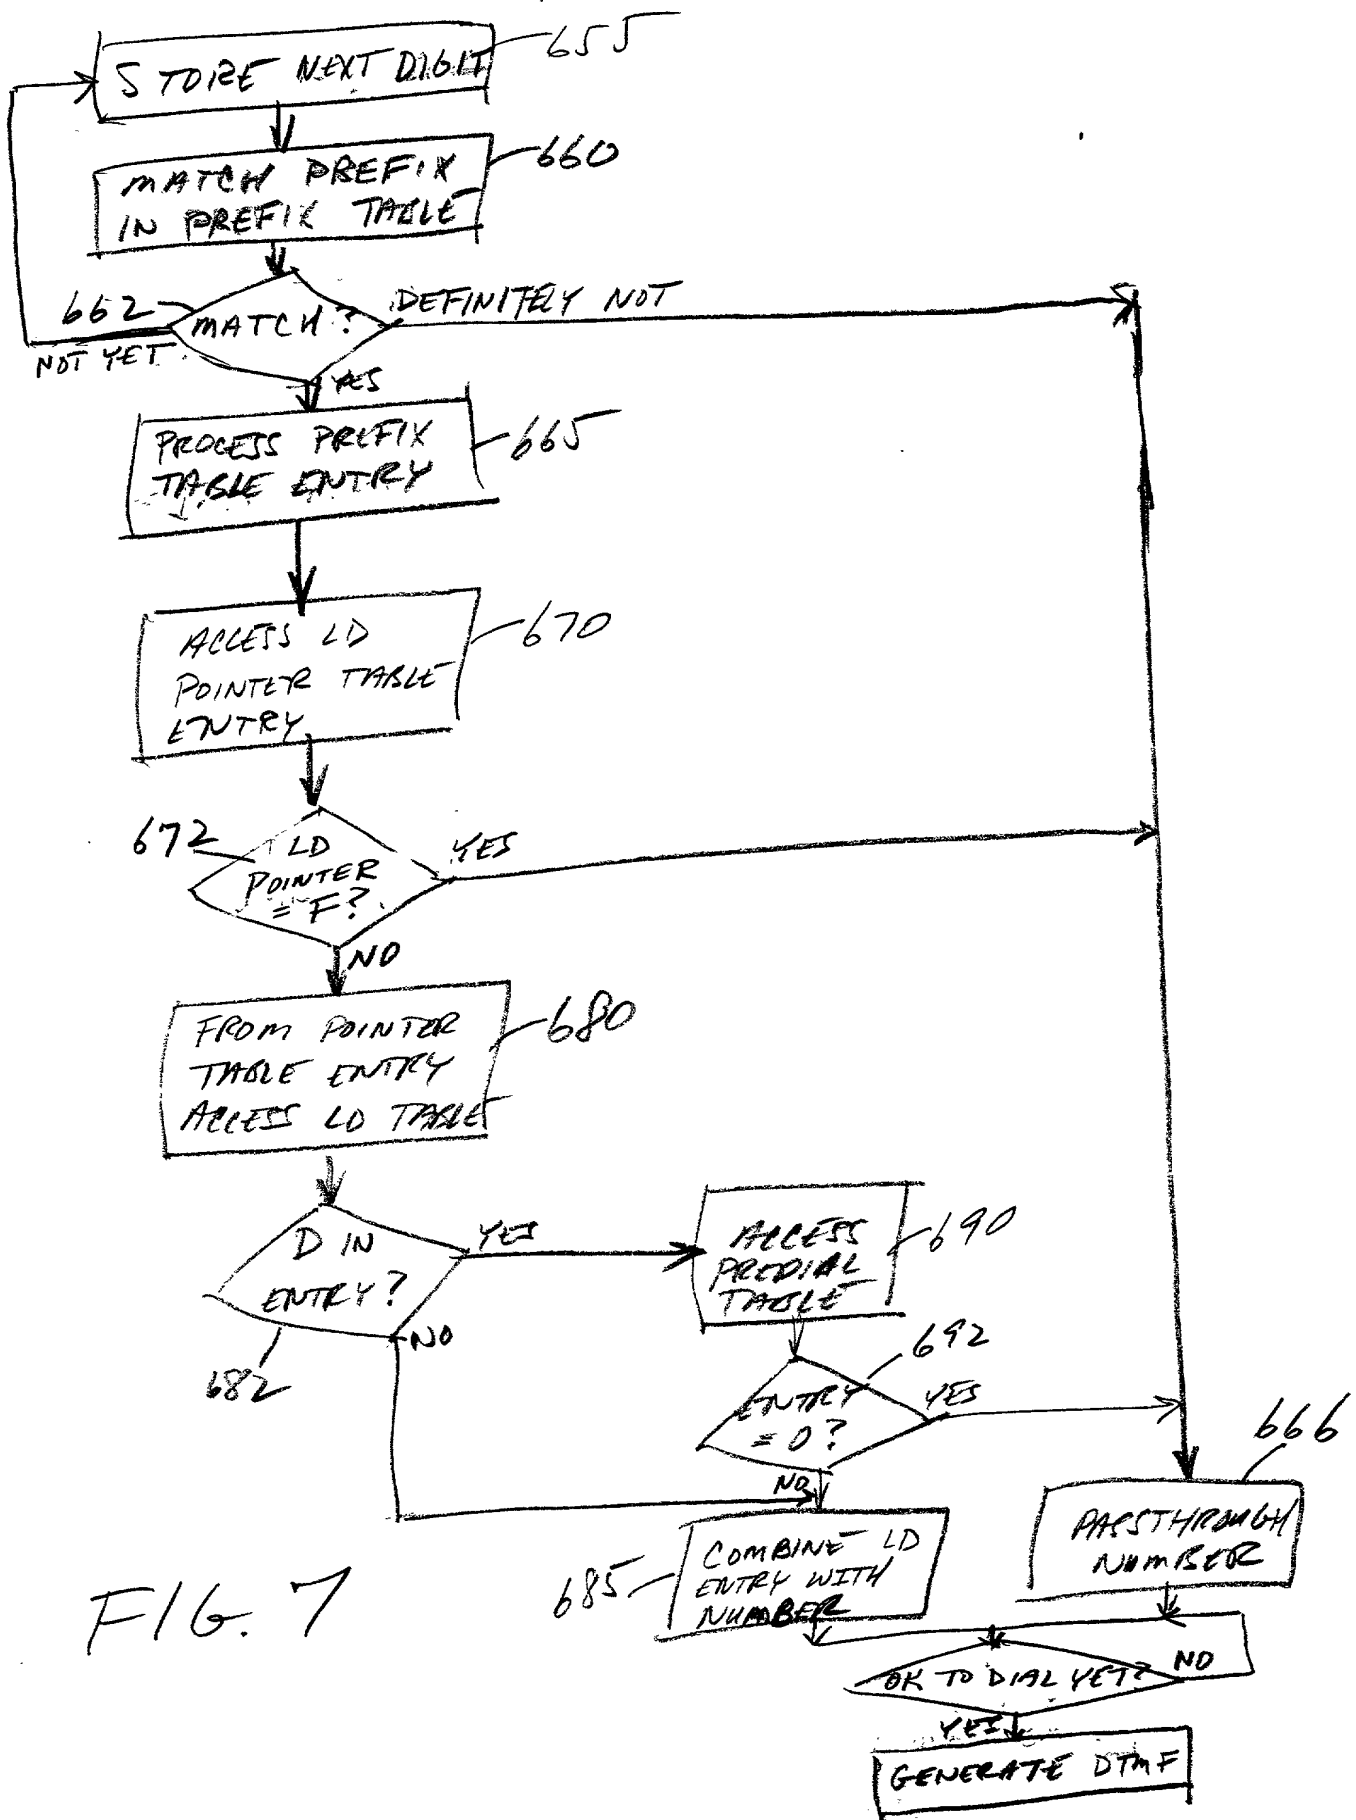 STORE NEXT DIGIT
655
MATCH PREFIX
IN PREFIX TABLE
660
662
MATCH?
DEFINITELY NOT
NOT YET
YES
PROCESS PREFIX
TABLE ENTRY
665
ACCESS LD
POINTER TABLE
ENTRY
670
672
LD
POINTER
= F?
YES
NO
FROM POINTER
TABLE ENTRY
ACCESS LD TABLE
680
D IN
ENTRY?
YES
NO
682
ACCESS
PREDIAL
TABLE
690
692
ENTRY
= 0?
YES
NO
666
PASSTHROUGH
NUMBER
COMBINE LD
ENTRY WITH
NUMBER
685
FIG. 7
OK TO DIAL YET?
NO
YES
GENERATE DTMF